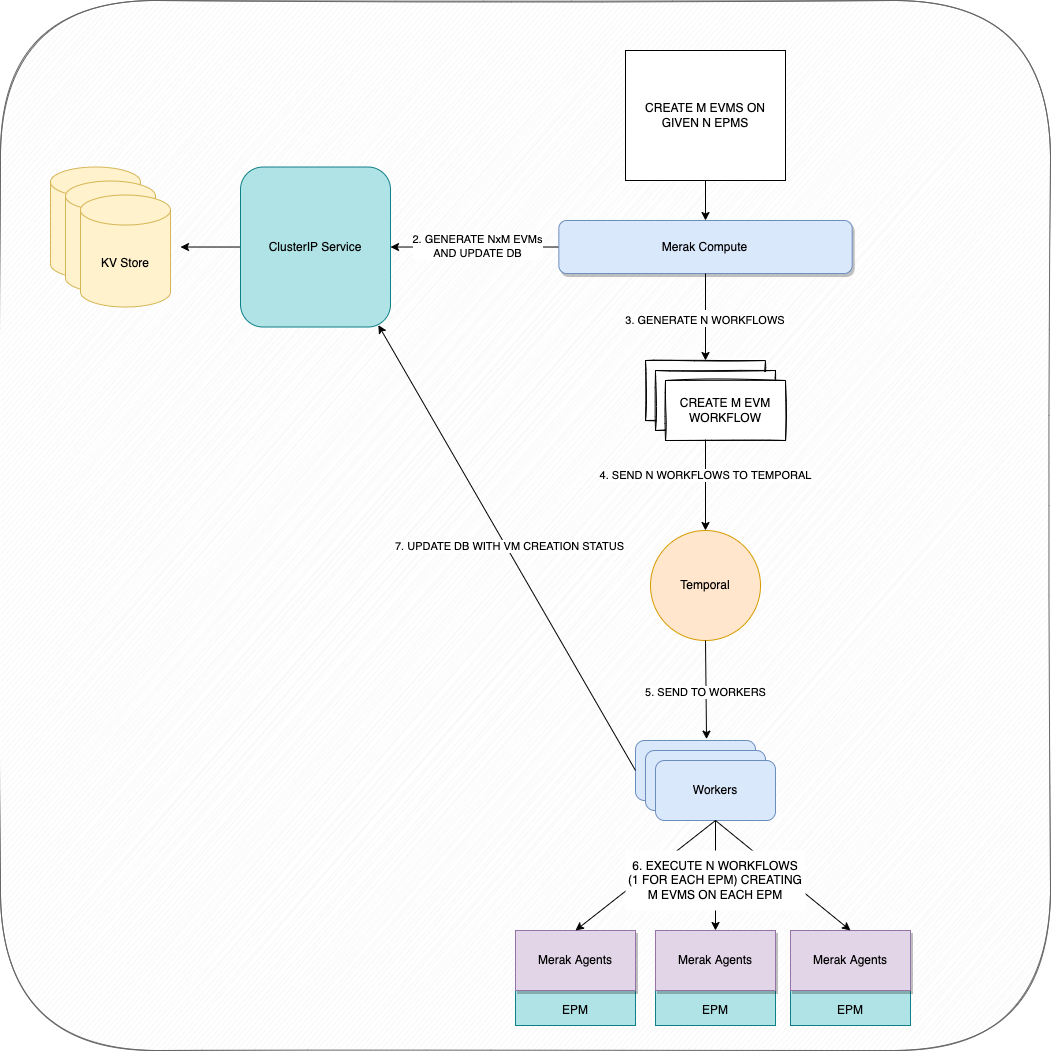 CREATE M EVMS ON
GIVEN N EPMS
KV Store
ClusterIP Service
2. GENERATE NxM EVMs
AND UPDATE DB
Merak Compute
3. GENERATE N WORKFLOWS
CREATE M EVM
WORKFLOW
4. SEND N WORKFLOWS TO TEMPORAL
7. UPDATE DB WITH VM CREATION STATUS
Temporal
5. SEND TO WORKERS
Workers
6. EXECUTE N WORKFLOWS
(1 FOR EACH EPM) CREATING
M EVMS ON EACH EPM
Merak Agents
Merak Agents
Merak Agents
EPM
EPM
EPM